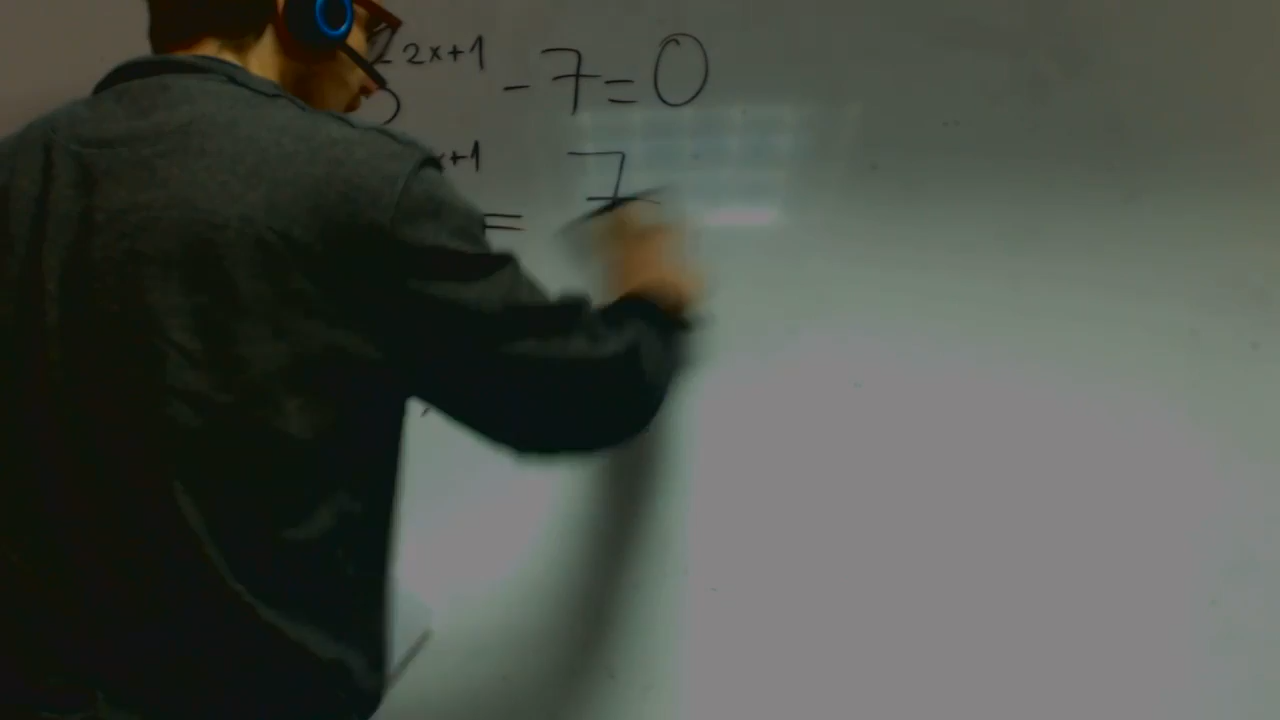 2x+1 - 7 = 0
x+1 = 7